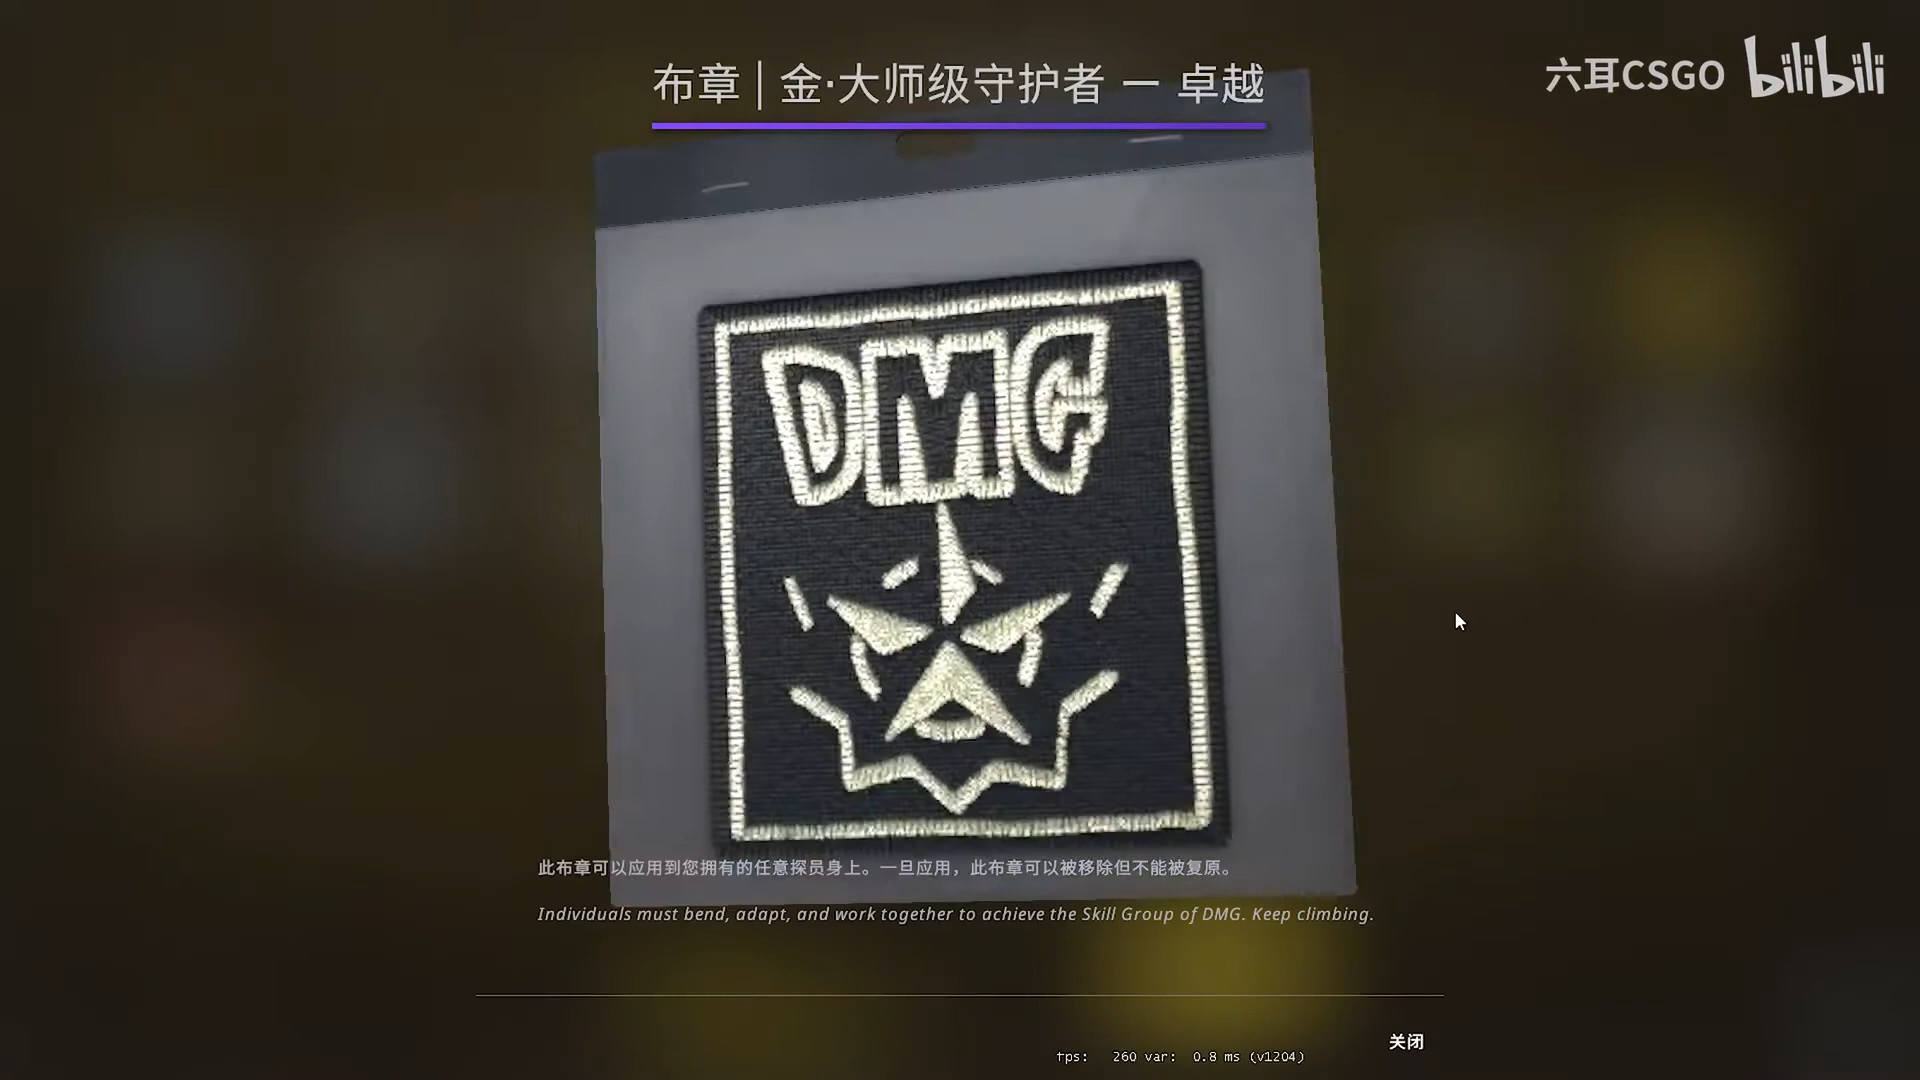 布章 | 金·大师级守护者 — 卓越
六耳CSGO bilibili
DMG
此布章可以应用到您拥有的任意探员身上。一旦应用，此布章可以被移除但不能被复原。
Individuals must bend, adapt, and work together to achieve the Skill Group of DMG. Keep climbing.
关闭
fps: 260 var: 0.8 ms (v1204)